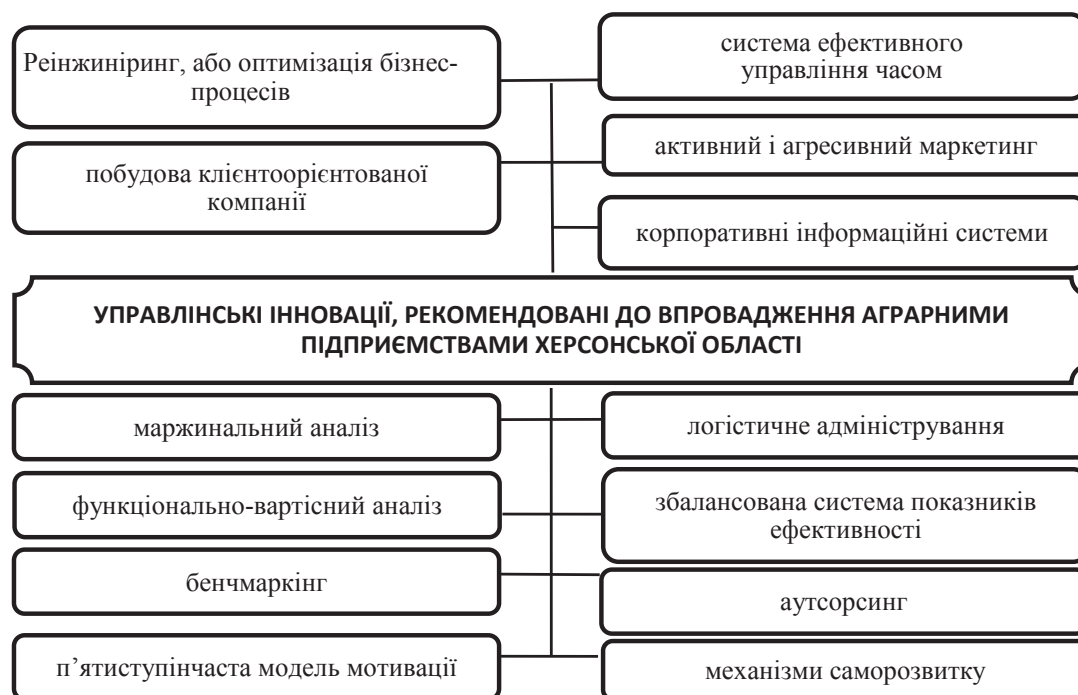 Реінжиніринг, або оптимізація бізнес-
процесів
система ефективного
управління часом
побудова клієнтоорієнтованої
компанії
активний і агресивний маркетинг
корпоративні інформаційні системи
УПРАВЛІНСЬКІ ІННОВАЦІЇ, РЕКОМЕНДОВАНІ ДО ВПРОВАДЖЕННЯ АГРАРНИМИ
ПІДПРИЄМСТВАМИ ХЕРСОНСЬКОЇ ОБЛАСТІ
маржинальний аналіз
логістичне адміністрування
функціонально-вартісний аналіз
збалансована система показників
ефективності
бенчмаркінг
аутсорсинг
п’ятиступінчаста модель мотивації
механізми саморозвитку